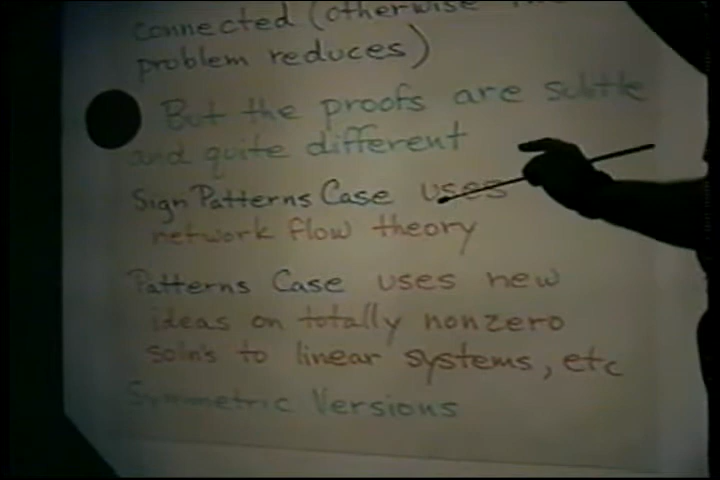 connected (otherwise the
problem reduces)
But the proofs are subtle
and quite different
Sign Patterns Case uses
network flow theory
Patterns Case uses new
ideas on totally nonzero
soln's to linear systems, etc
Symmetric Versions